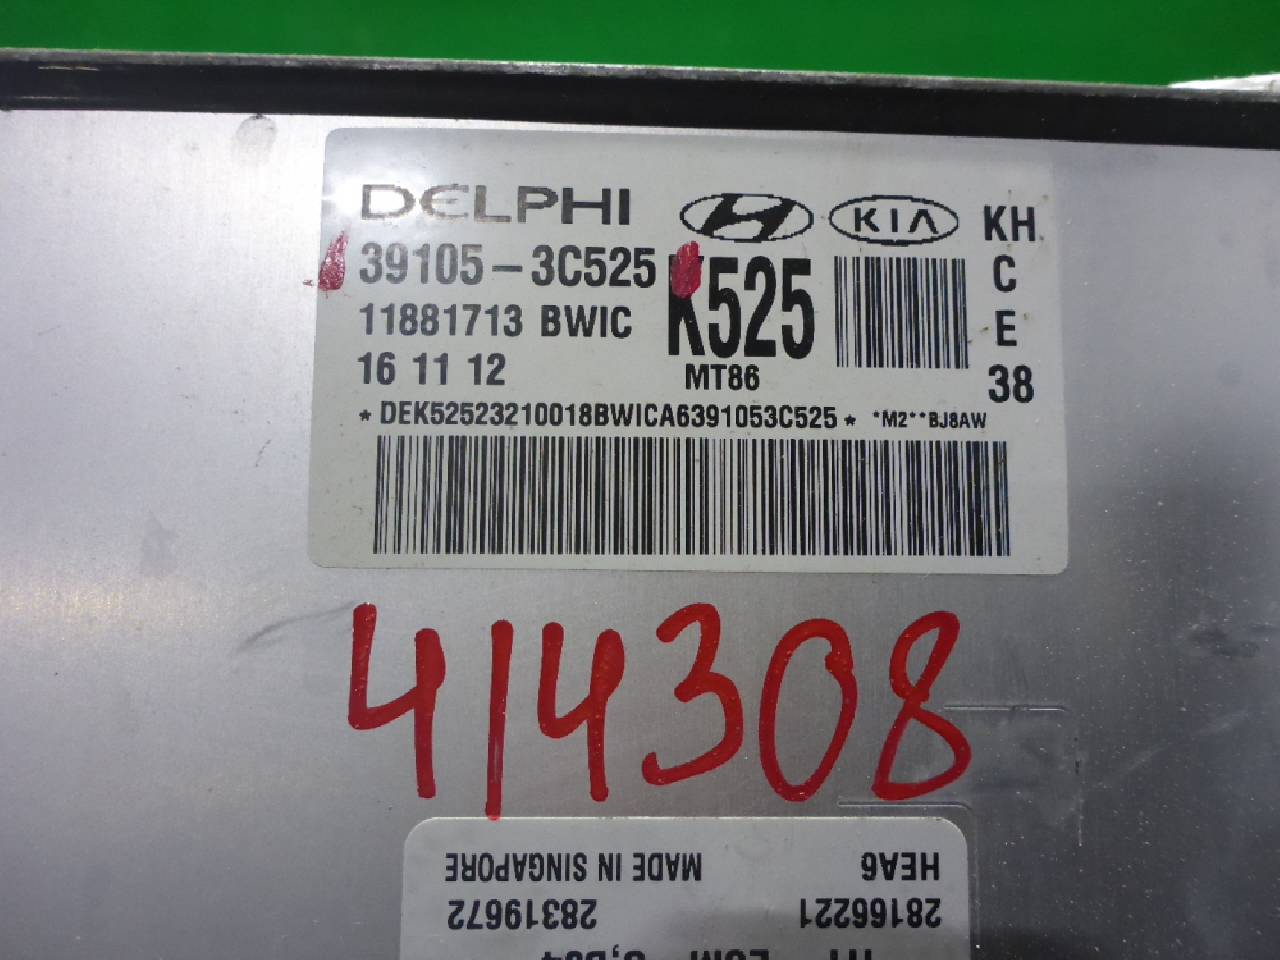 DELPHI H KIA KH
39105-3C525 K525 C
11881713 BWIC E
16 11 12 MT86 38
*DEK52523210018BWICA6391053C525* *M2**BJ8AW
414308
MADE IN SINGAPORE HEA6
28319672 28166221